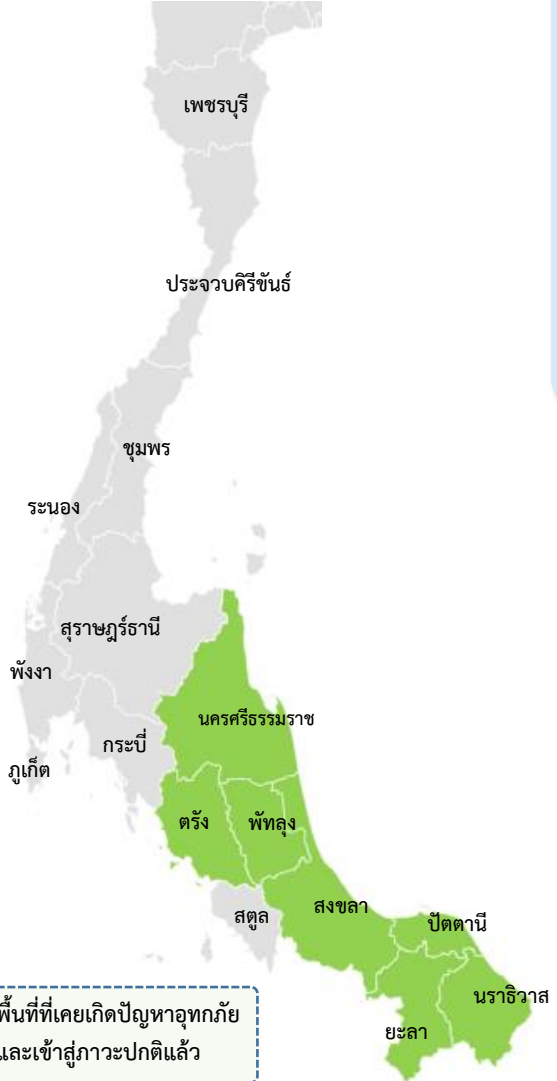 เพชรบุรี
ประจวบคิรีขันธ์
ชุมพร
ระนอง
สุราษฎร์ธานี
พังงา
นครศรีธรรมราช
กระบี่
ภูเก็ต
ตรัง
พัทลุง
สงขลา
สตูล
ปัตตานี
นราธิวาส
ยะลา
พื้นที่ที่เคยเกิดปัญหาอุทกภัย
และเข้าสู่ภาวะปกติแล้ว